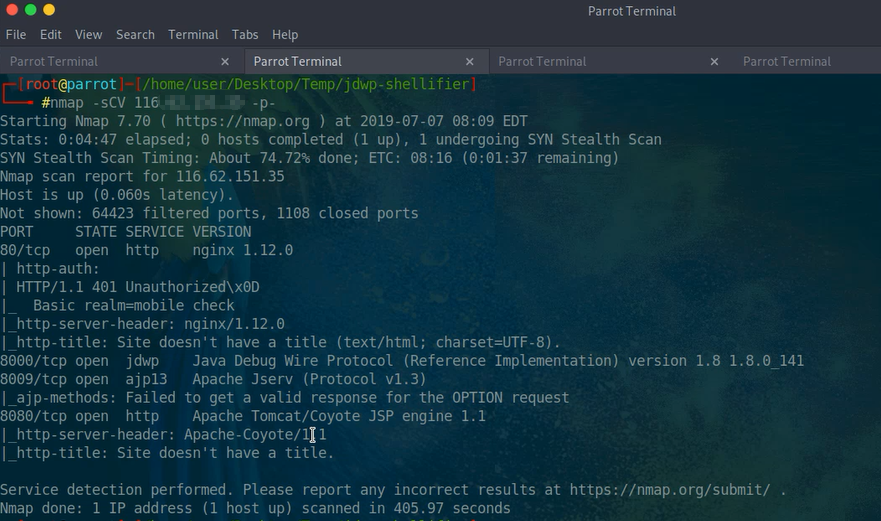 Parrot Terminal
File Edit View Search Terminal Tabs Help
Parrot Terminal × Parrot Terminal × Parrot Terminal × Parrot Terminal
[root@parrot]-[/home/user/Desktop/Temp/jdwp-shellifier]
#nmap -sCV 116 -p-
Starting Nmap 7.70 ( https://nmap.org ) at 2019-07-07 08:09 EDT
Stats: 0:04:47 elapsed; 0 hosts completed (1 up), 1 undergoing SYN Stealth Scan
SYN Stealth Scan Timing: About 74.72% done; ETC: 08:16 (0:01:37 remaining)
Nmap scan report for 116.62.151.35
Host is up (0.060s latency).
Not shown: 64423 filtered ports, 1108 closed ports
PORT     STATE SERVICE VERSION
80/tcp   open  http    nginx 1.12.0
| http-auth:
| HTTP/1.1 401 Unauthorized\x0D
|_  Basic realm=mobile check
|_http-server-header: nginx/1.12.0
|_http-title: Site doesn't have a title (text/html; charset=UTF-8).
8000/tcp open  jdwp    Java Debug Wire Protocol (Reference Implementation) version 1.8 1.8.0_141
8009/tcp open  ajp13   Apache Jserv (Protocol v1.3)
|_ajp-methods: Failed to get a valid response for the OPTION request
8080/tcp open  http    Apache Tomcat/Coyote JSP engine 1.1
|_http-server-header: Apache-Coyote/1.1
|_http-title: Site doesn't have a title.
Service detection performed. Please report any incorrect results at https://nmap.org/submit/ .
Nmap done: 1 IP address (1 host up) scanned in 405.97 seconds